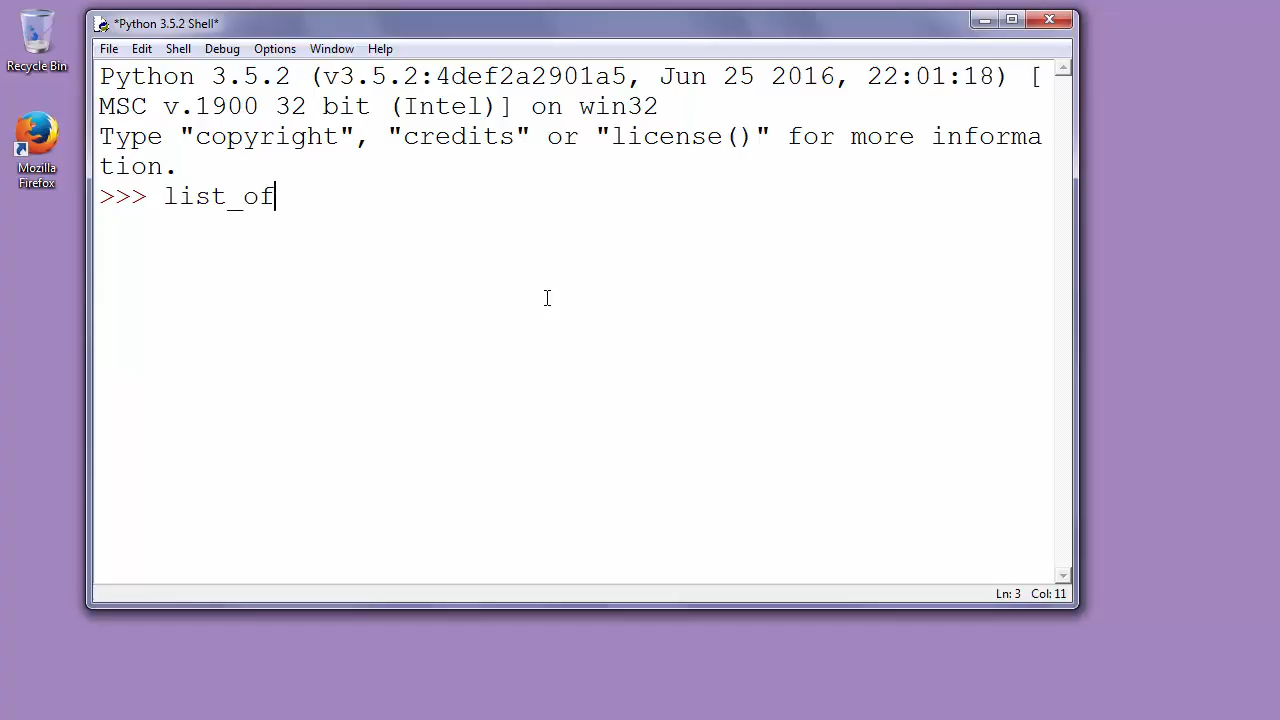 *Python 3.5.2 Shell*
File Edit Shell Debug Options Window Help
Python 3.5.2 (v3.5.2:4def2a2901a5, Jun 25 2016, 22:01:18) [
MSC v.1900 32 bit (Intel)] on win32
Type "copyright", "credits" or "license()" for more informa
tion.
>>> list_of
Ln: 3 Col: 11
Recycle Bin
Mozilla
Firefox